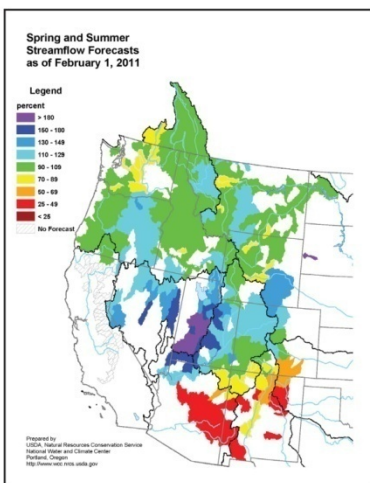 Spring and Summer
Streamflow Forecasts
as of February 1, 2011
Legend
percent
> 180
150 - 180
130 - 149
110 - 129
90 - 109
70 - 89
50 - 69
25 - 49
< 25
No Forecast
Prepared by
USDA, Natural Resources Conservation Service
National Water and Climate Center
Portland, Oregon
http://www.wcc.nrcs.usda.gov